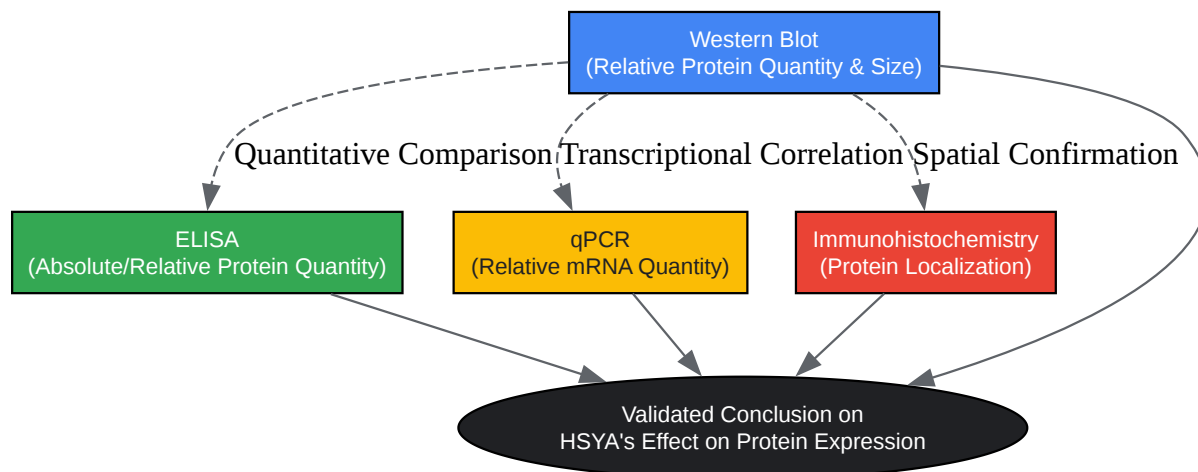 Western Blot
(Relative Protein Quantity & Size)
Quantitative Comparison
Transcriptional Correlation
Spatial Confirmation
ELISA
(Absolute/Relative Protein Quantity)
qPCR
(Relative mRNA Quantity)
Immunohistochemistry
(Protein Localization)
Validated Conclusion on
HSYA's Effect on Protein Expression